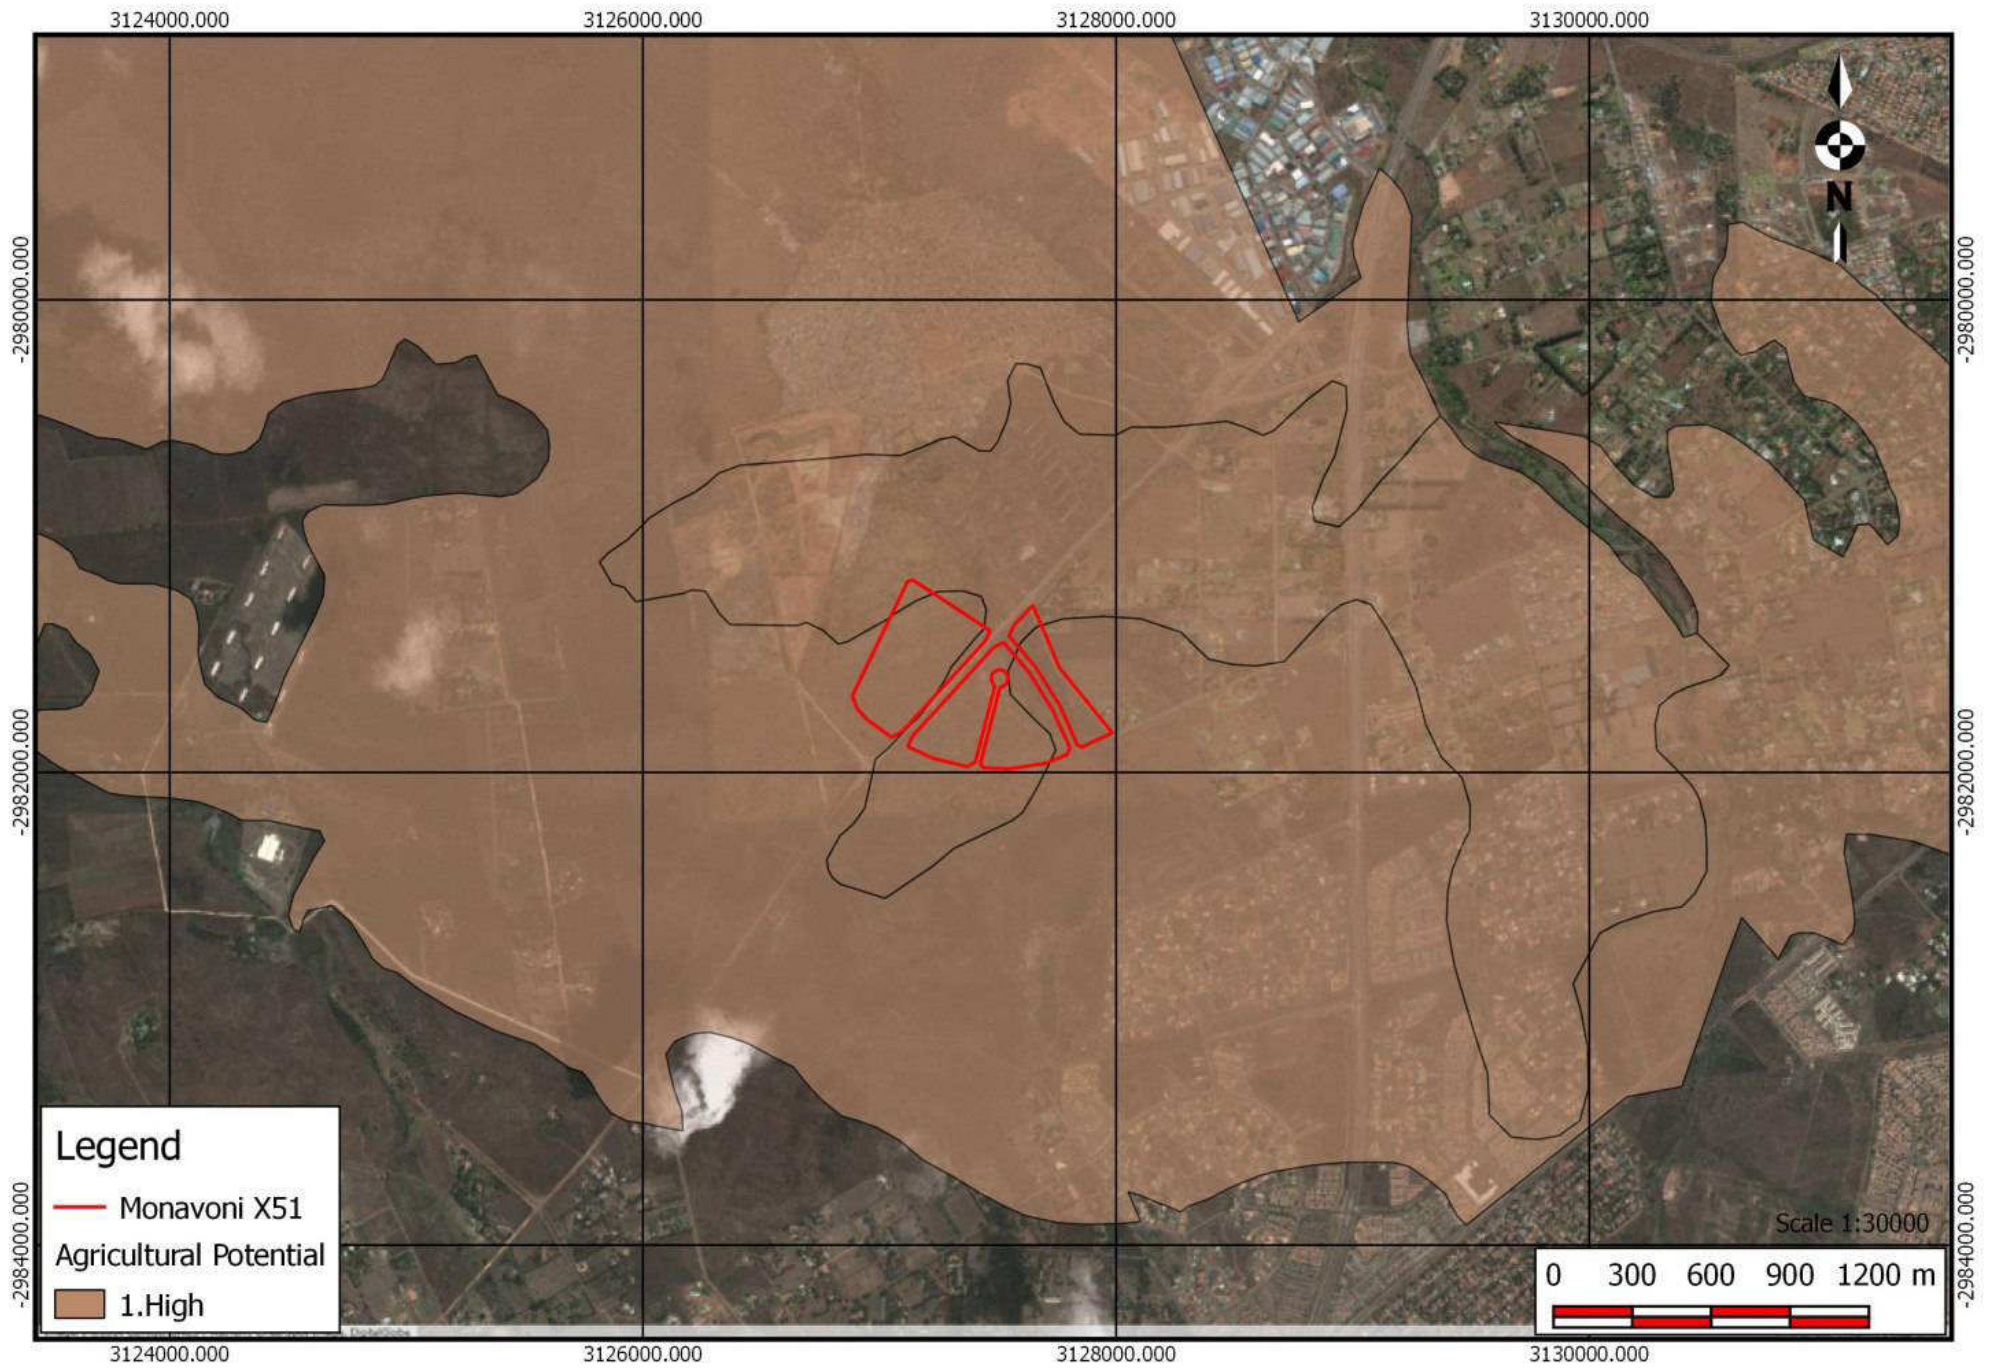 3124000.000 3126000.000 3128000.000 3130000.000
N
-2980000.000 -2980000.000
-2982000.000 -2982000.000
-2984000.000 -2984000.000
Legend
Monavoni X51
Agricultural Potential
1.High
Scale 1:30000
0 300 600 900 1200 m
DigitalGlobe
3124000.000 3126000.000 3128000.000 3130000.000